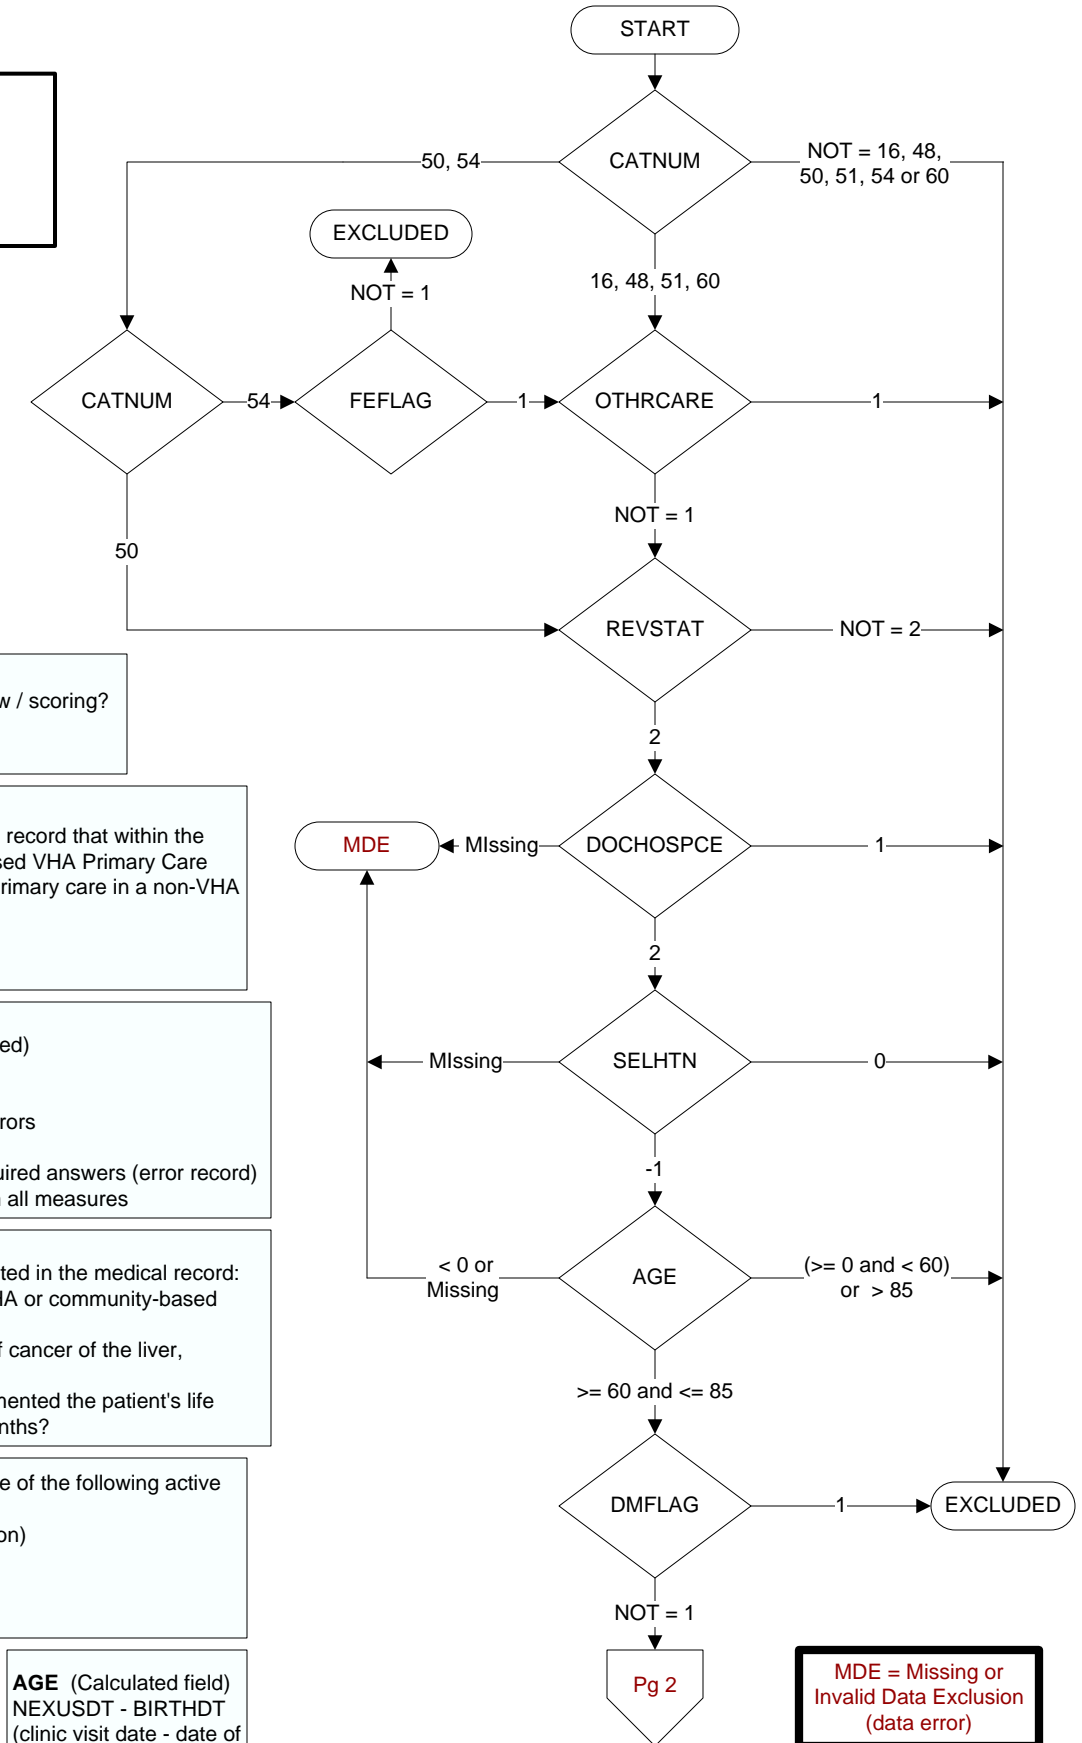 START
CATNUM
50, 54
NOT = 16, 48,
50, 51, 54 or 60
EXCLUDED
NOT = 1
16, 48, 51, 60
CATNUM
54
FEFLAG
1
OTHRCARE
1
NOT = 1
50
REVSTAT
NOT = 2
2
w / scoring?
MDE
MIssing
DOCHOSPCE
1
record that within the
sed VHA Primary Care
rimary care in a non-VHA
2
MIssing
SELHTN
0
ed)
rors
uired answers (error record)
all measures
-1
< 0 or
Missing
AGE
(>= 0 and < 60)
or > 85
ted in the medical record:
HA or community-based
f cancer of the liver,
mented the patient's life
nths?
>= 60 and <= 85
e of the following active
on)
DMFLAG
1
EXCLUDED
NOT = 1
AGE (Calculated field)
NEXUSDT - BIRTHDT
(clinic visit date - date of
Pg 2
MDE = Missing or
Invalid Data Exclusion
(data error)